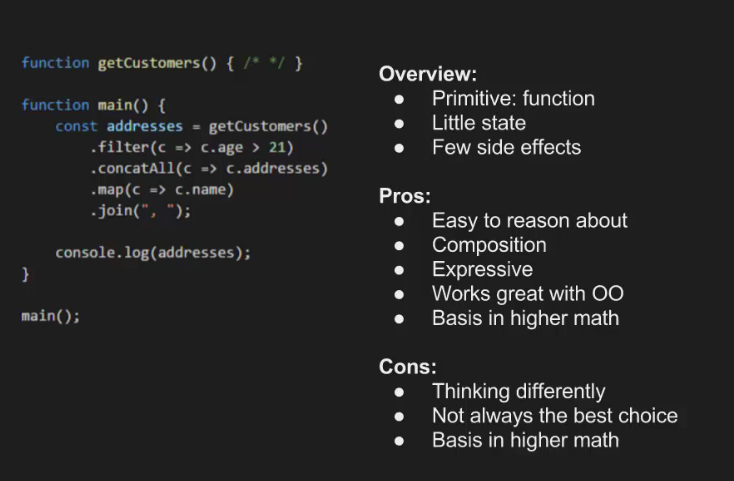 function getCustomers() { /* */ }
function main() {
const addresses = getCustomers()
.filter(c => c.age > 21)
.concatAll(c => c.addresses)
.map(c => c.name)
.join(", ");
console.log(addresses);
}
main();
Overview:
● Primitive: function
● Little state
● Few side effects
Pros:
● Easy to reason about
● Composition
● Expressive
● Works great with OO
● Basis in higher math
Cons:
● Thinking differently
● Not always the best choice
● Basis in higher math